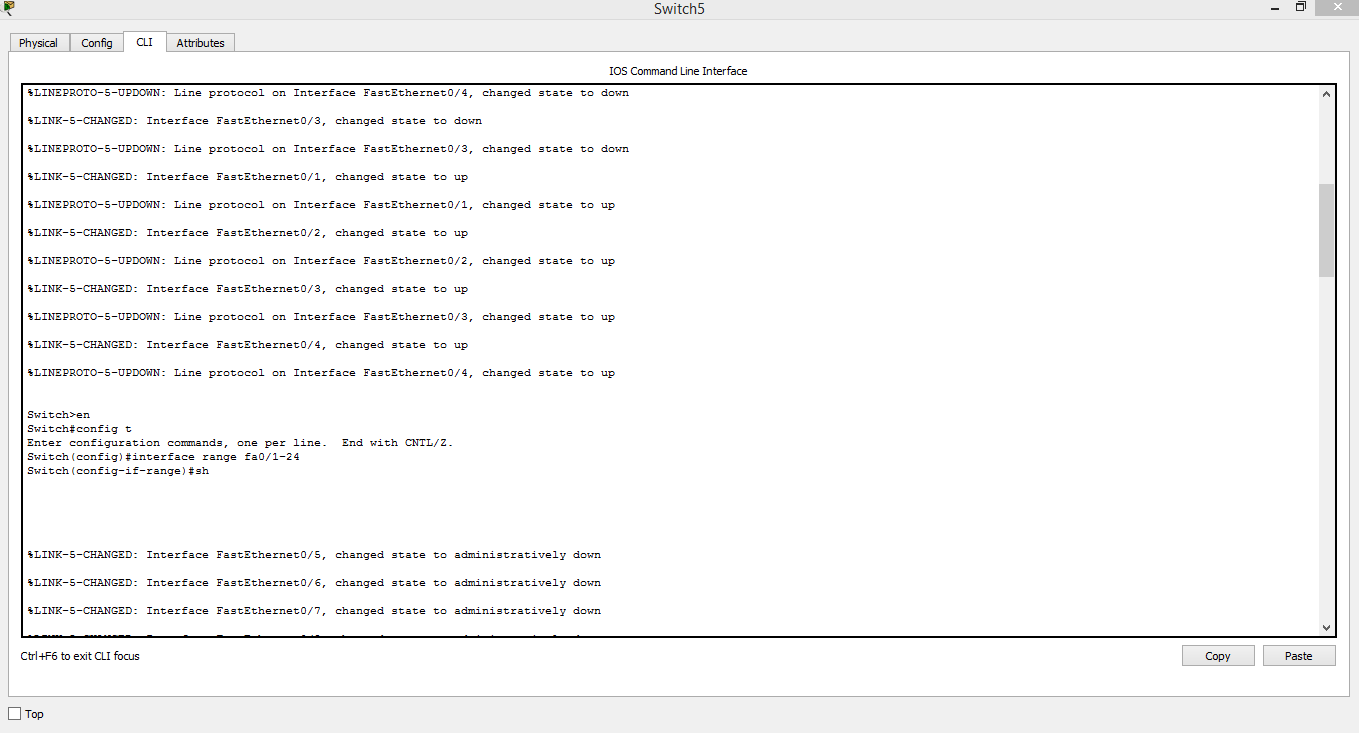 Switch5
Physical Config CLI Attributes
IOS Command Line Interface
%LINEPROTO-5-UPDOWN: Line protocol on Interface FastEthernet0/4, changed state to down
%LINK-5-CHANGED: Interface FastEthernet0/3, changed state to down
%LINEPROTO-5-UPDOWN: Line protocol on Interface FastEthernet0/3, changed state to down
%LINK-5-CHANGED: Interface FastEthernet0/1, changed state to up
%LINEPROTO-5-UPDOWN: Line protocol on Interface FastEthernet0/1, changed state to up
%LINK-5-CHANGED: Interface FastEthernet0/2, changed state to up
%LINEPROTO-5-UPDOWN: Line protocol on Interface FastEthernet0/2, changed state to up
%LINK-5-CHANGED: Interface FastEthernet0/3, changed state to up
%LINEPROTO-5-UPDOWN: Line protocol on Interface FastEthernet0/3, changed state to up
%LINK-5-CHANGED: Interface FastEthernet0/4, changed state to up
%LINEPROTO-5-UPDOWN: Line protocol on Interface FastEthernet0/4, changed state to up
Switch>en
Switch#config t
Enter configuration commands, one per line.  End with CNTL/Z.
Switch(config)#interface range fa0/1-24
Switch(config-if-range)#sh
%LINK-5-CHANGED: Interface FastEthernet0/5, changed state to administratively down
%LINK-5-CHANGED: Interface FastEthernet0/6, changed state to administratively down
%LINK-5-CHANGED: Interface FastEthernet0/7, changed state to administratively down
Ctrl+F6 to exit CLI focus
Copy Paste
Top